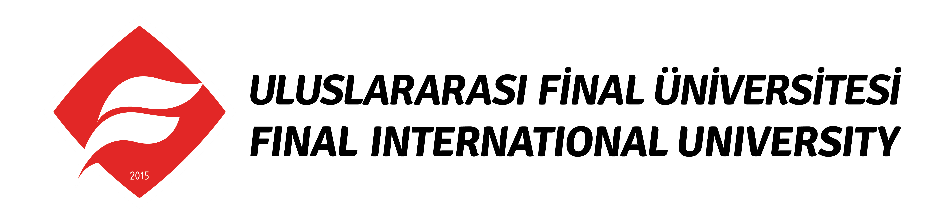 ULUSLARARASI FİNAL ÜNİVERSİTESİ
FINAL INTERNATIONAL UNIVERSITY
2015